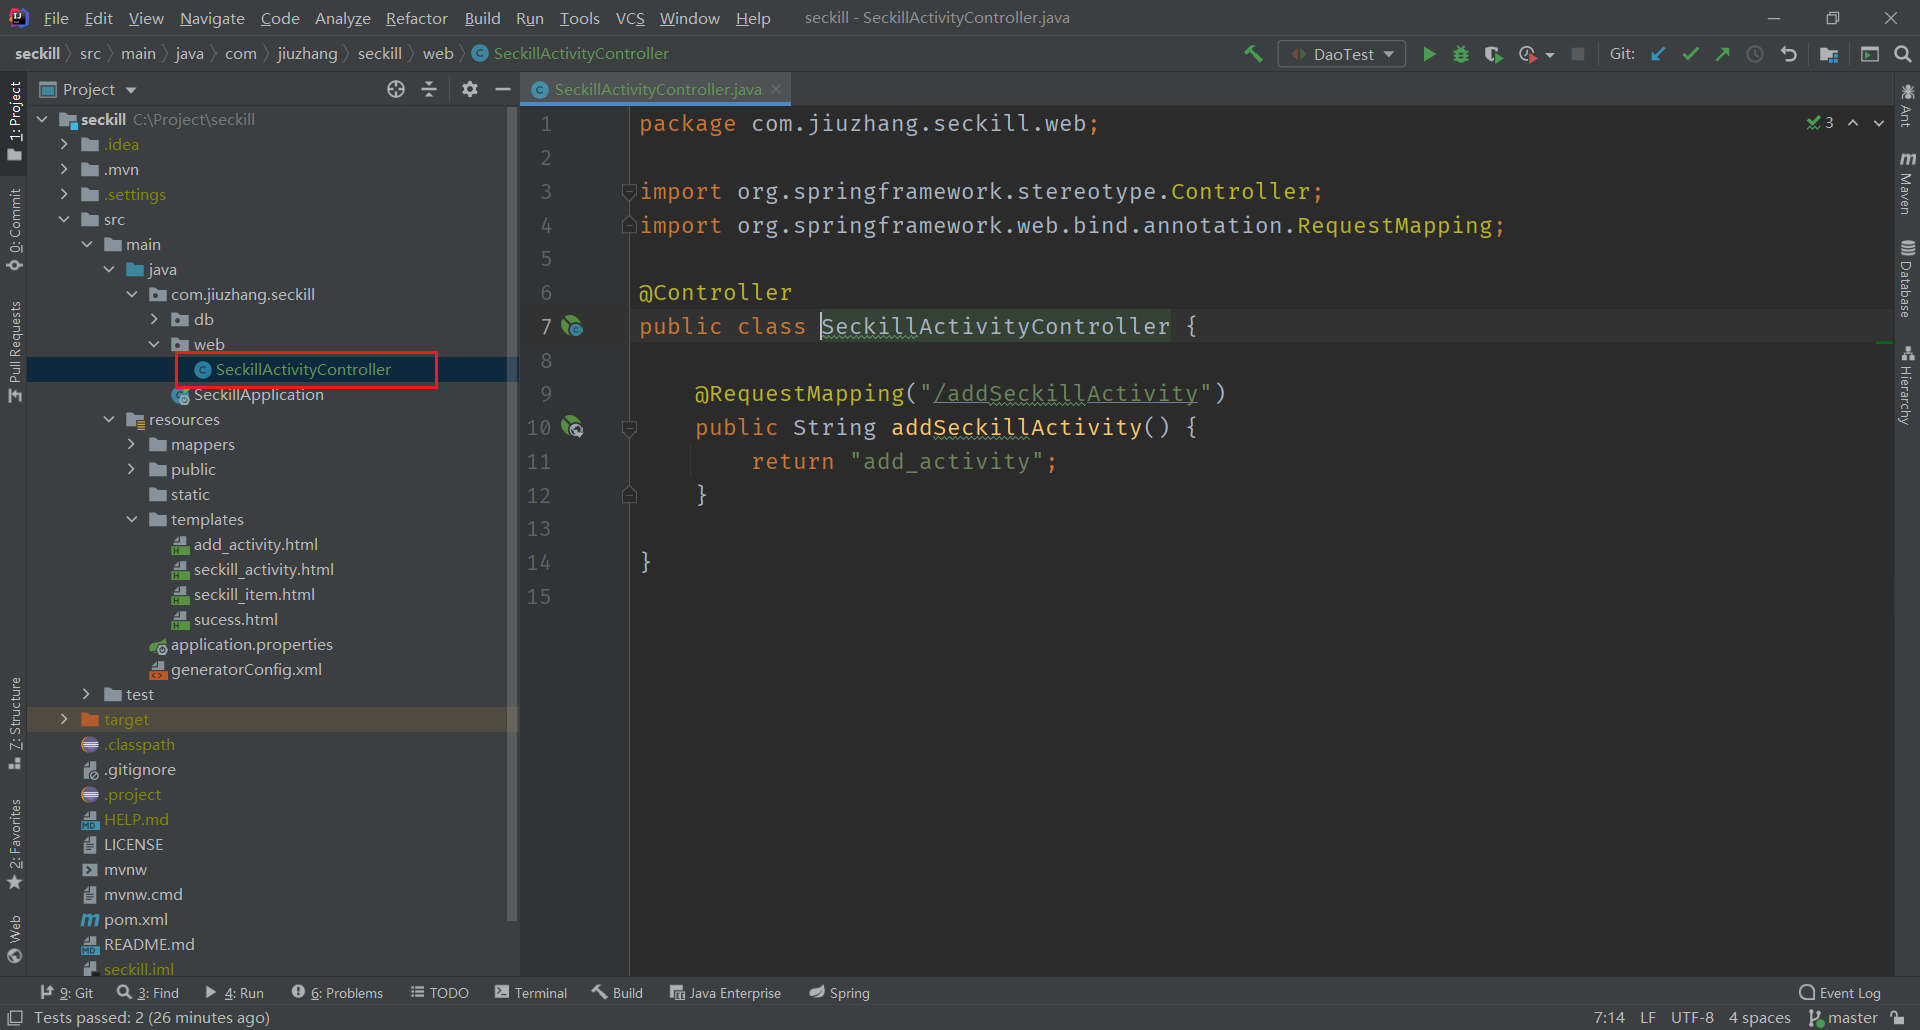 File Edit View Navigate Code Analyze Refactor Build Run Tools VCS Window Help seckill - SeckillActivityController.java
seckill src main java com jiuzhang seckill web SeckillActivityController DaoTest Git:
Project
SeckillActivityController.java
1: Project
0: Commit
Pull Requests
7: Structure
2: Favorites
Web
seckill C:\Project\seckill
.idea
.mvn
.settings
src
main
java
com.jiuzhang.seckill
db
web
SeckillActivityController
SeckillApplication
resources
mappers
public
static
templates
add_activity.html
seckill_activity.html
seckill_item.html
sucess.html
application.properties
generatorConfig.xml
test
target
.classpath
.gitignore
.project
HELP.md
LICENSE
mvnw
mvnw.cmd
pom.xml
README.md
seckill.iml
1 package com.jiuzhang.seckill.web;
2
3 import org.springframework.stereotype.Controller;
4 import org.springframework.web.bind.annotation.RequestMapping;
5
6 @Controller
7 public class SeckillActivityController {
8
9 @RequestMapping("/addSeckillActivity")
10 public String addSeckillActivity() {
11 return "add_activity";
12 }
13
14 }
15
3
Ant
Maven
Database
Hierarchy
9: Git 3: Find 4: Run 6: Problems TODO Terminal Build Java Enterprise Spring Event Log
Tests passed: 2 (26 minutes ago) 7:14 LF UTF-8 4 spaces master